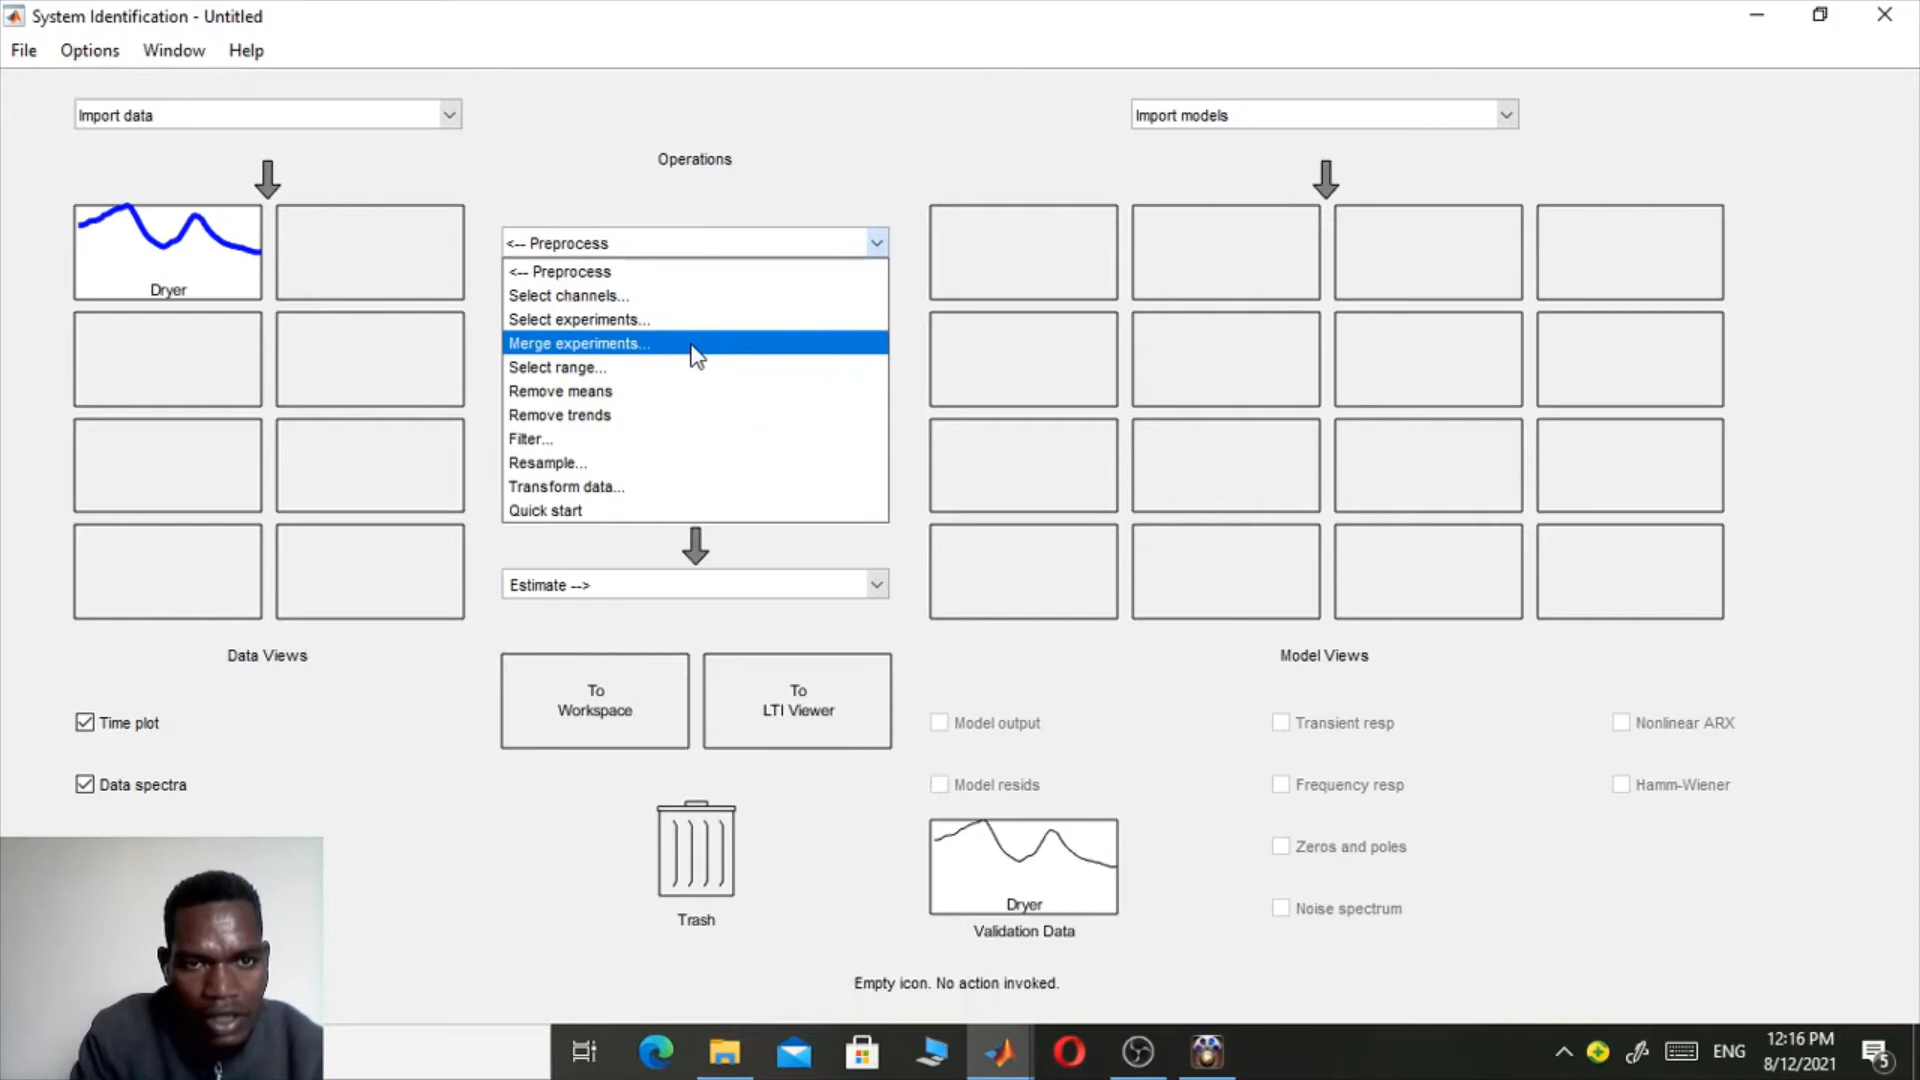 System Identification - Untitled
File Options Window Help
Import data
Import models
Operations
<-- Preprocess
<-- Preprocess
Select channels...
Select experiments...
Merge experiments...
Select range...
Remove means
Remove trends
Filter...
Resample...
Transform data...
Quick start
Dryer
Estimate -->
Data Views
Model Views
To
Workspace
To
LTI Viewer
Time plot
Data spectra
Model output
Transient resp
Nonlinear ARX
Model resids
Frequency resp
Hamm-Wiener
Zeros and poles
Noise spectrum
Trash
Dryer
Validation Data
Empty icon. No action invoked.
ENG
12:16 PM
8/12/2021
5